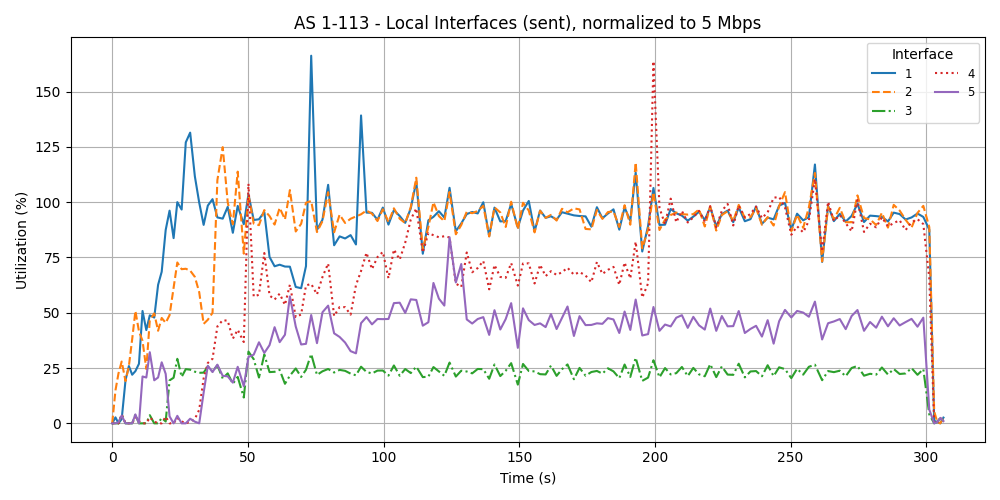 AS 1-113 - Local Interfaces (sent), normalized to 5 Mbps
Utilization (%)
150
125
100
75
50
25
0
0 50 100 150 200 250 300
Time (s)
Interface
1 4
2 5
3